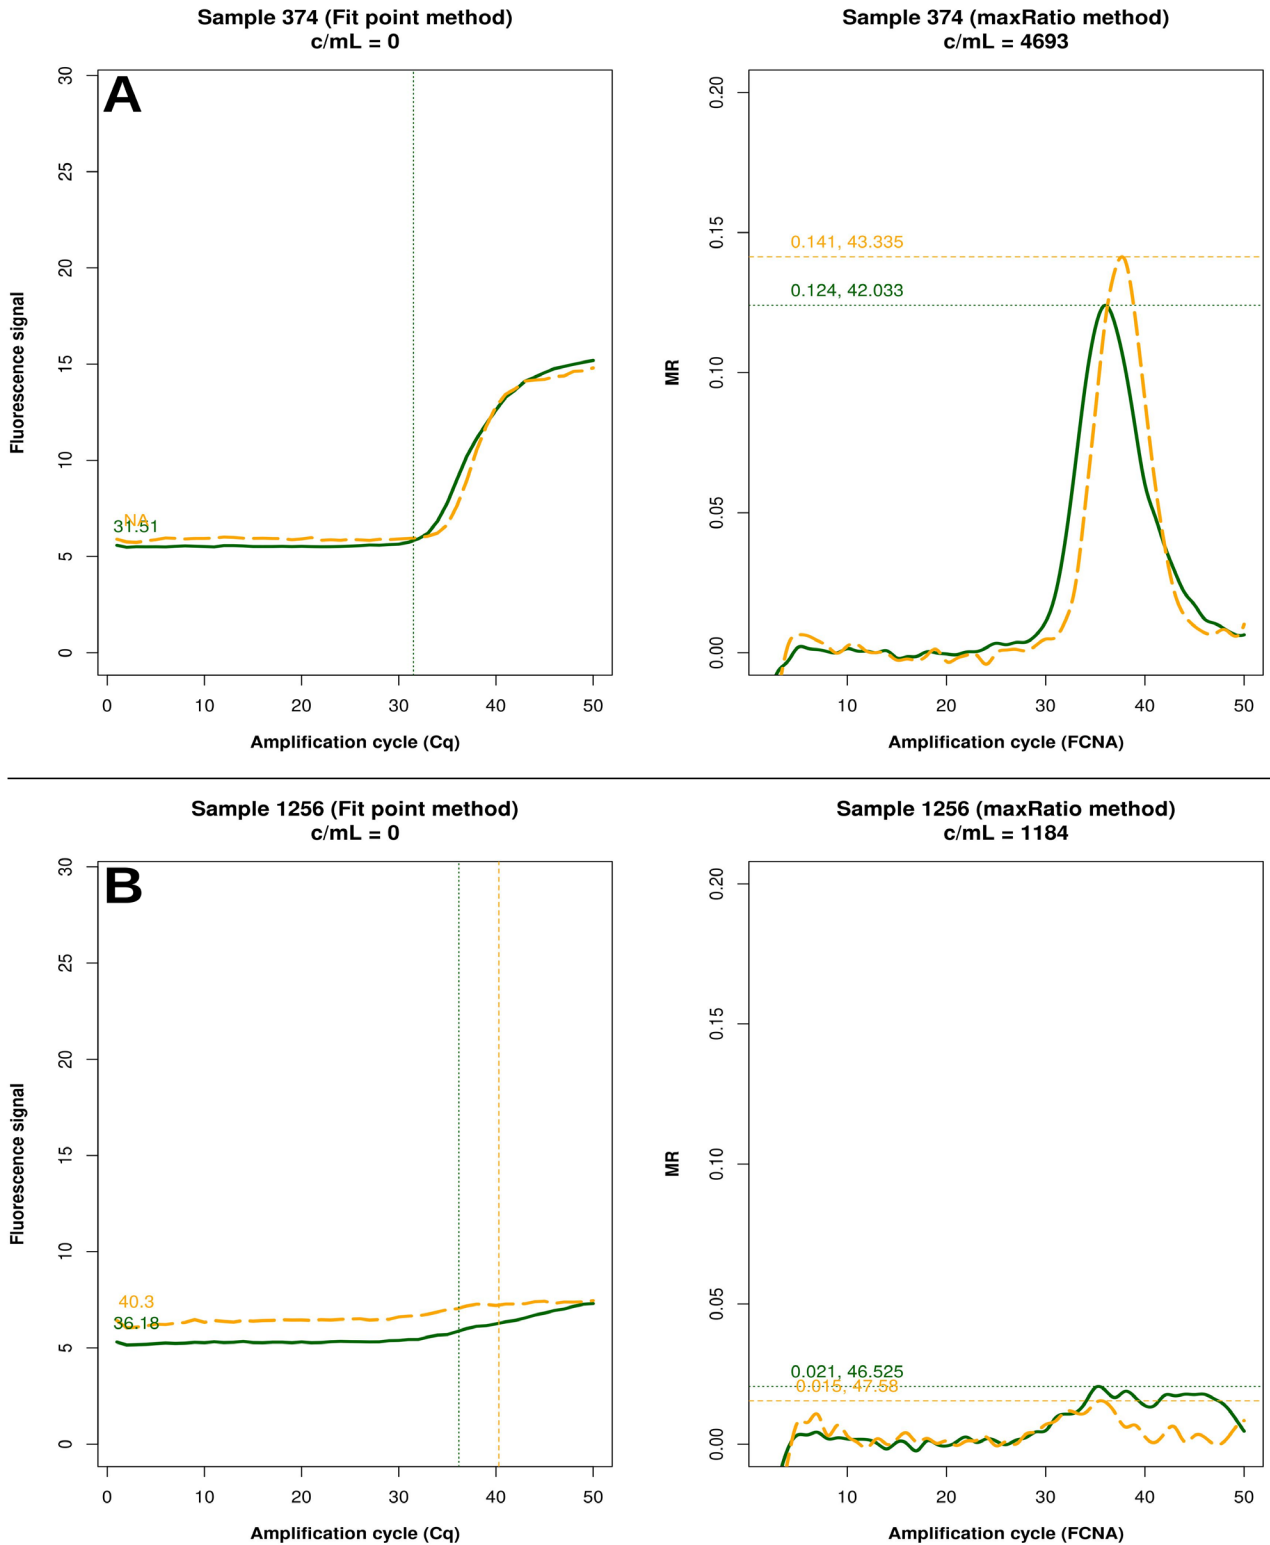 Sample 374 (Fit point method)
c/mL = 0
A
30
25
20
15
10
5
0
Fluorescence signal
NA
31.51
0 10 20 30 40 50
Amplification cycle (Cq)
Sample 374 (maxRatio method)
c/mL = 4693
0.20
0.15
0.10
0.05
0.00
MR
0.141, 43.335
0.124, 42.033
10 20 30 40 50
Amplification cycle (FCNA)
Sample 1256 (Fit point method)
c/mL = 0
B
30
25
20
15
10
5
0
Fluorescence signal
40.3
36.18
0 10 20 30 40 50
Amplification cycle (Cq)
Sample 1256 (maxRatio method)
c/mL = 1184
0.20
0.15
0.10
0.05
0.00
MR
0.021, 46.525
0.015, 47.58
10 20 30 40 50
Amplification cycle (FCNA)